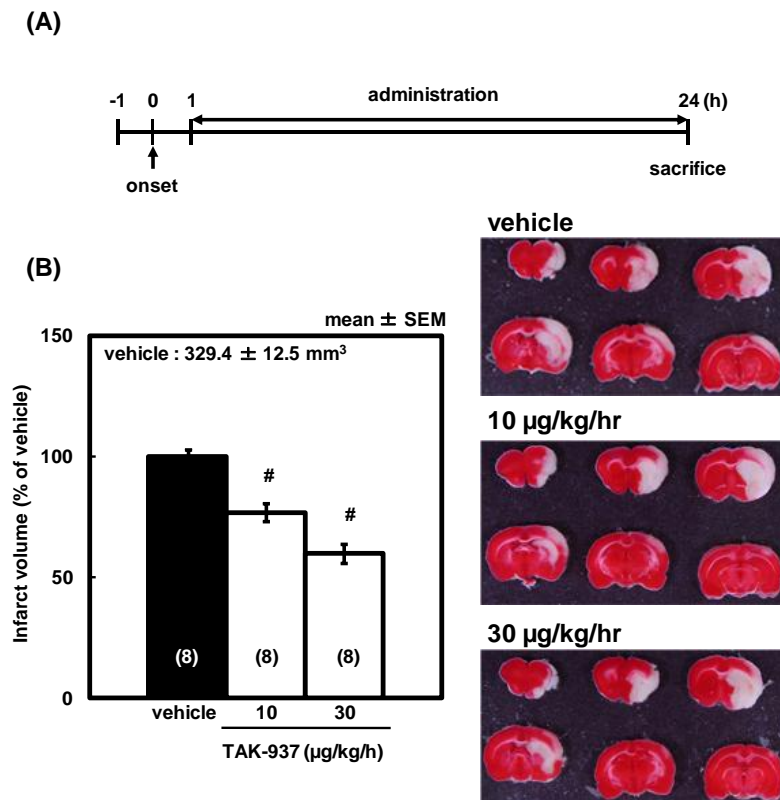 (A)
-1 0 1 administration 24 (h)
onset
sacrifice
(B)
mean ± SEM
vehicle : 329.4 ± 12.5 mm³
Infarct volume (% of vehicle)
150
100
50
0
#
#
(8) (8) (8)
vehicle 10 30
TAK-937 (µg/kg/h)
vehicle
10 µg/kg/hr
30 µg/kg/hr